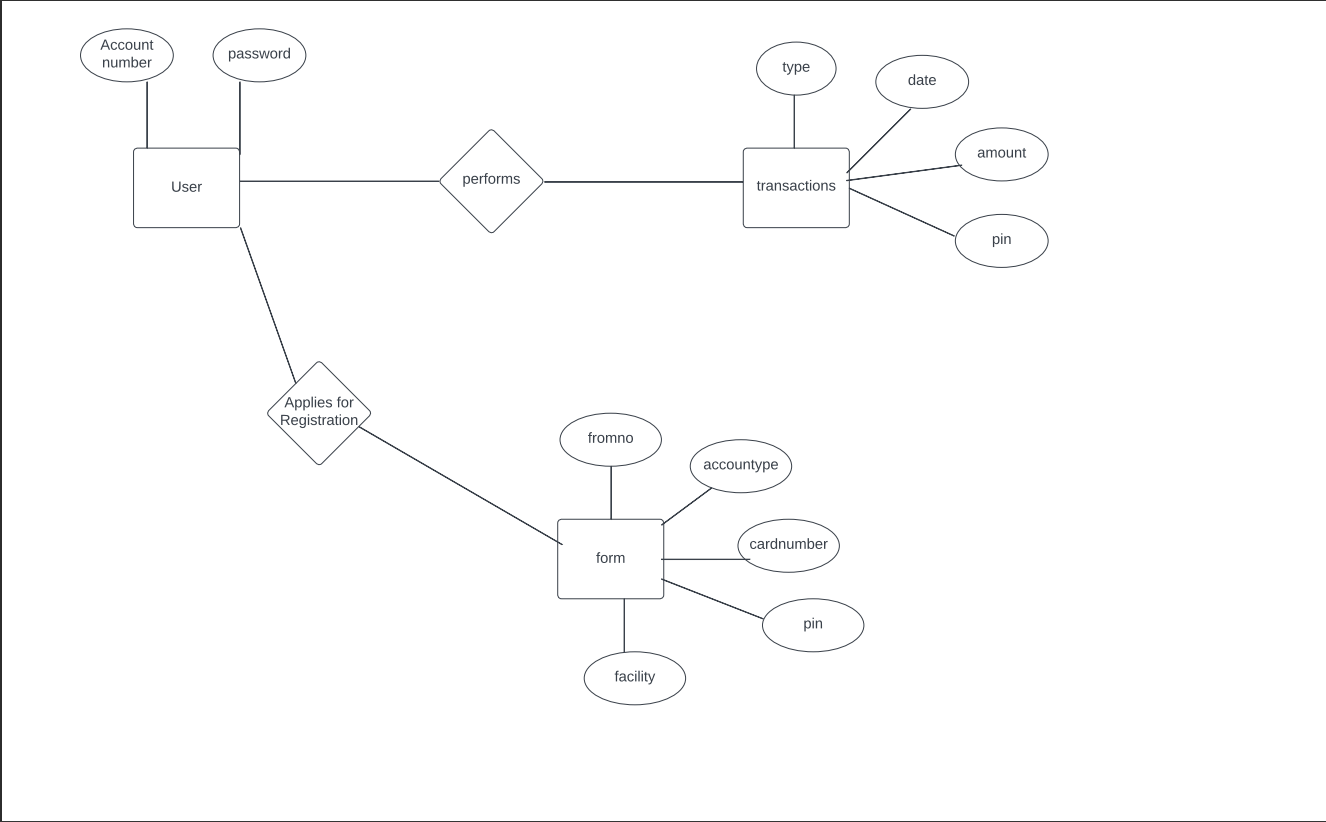 Account
number
password
type
date
amount
pin
User
performs
transactions
Applies for
Registration
fromno
accountype
cardnumber
form
pin
facility